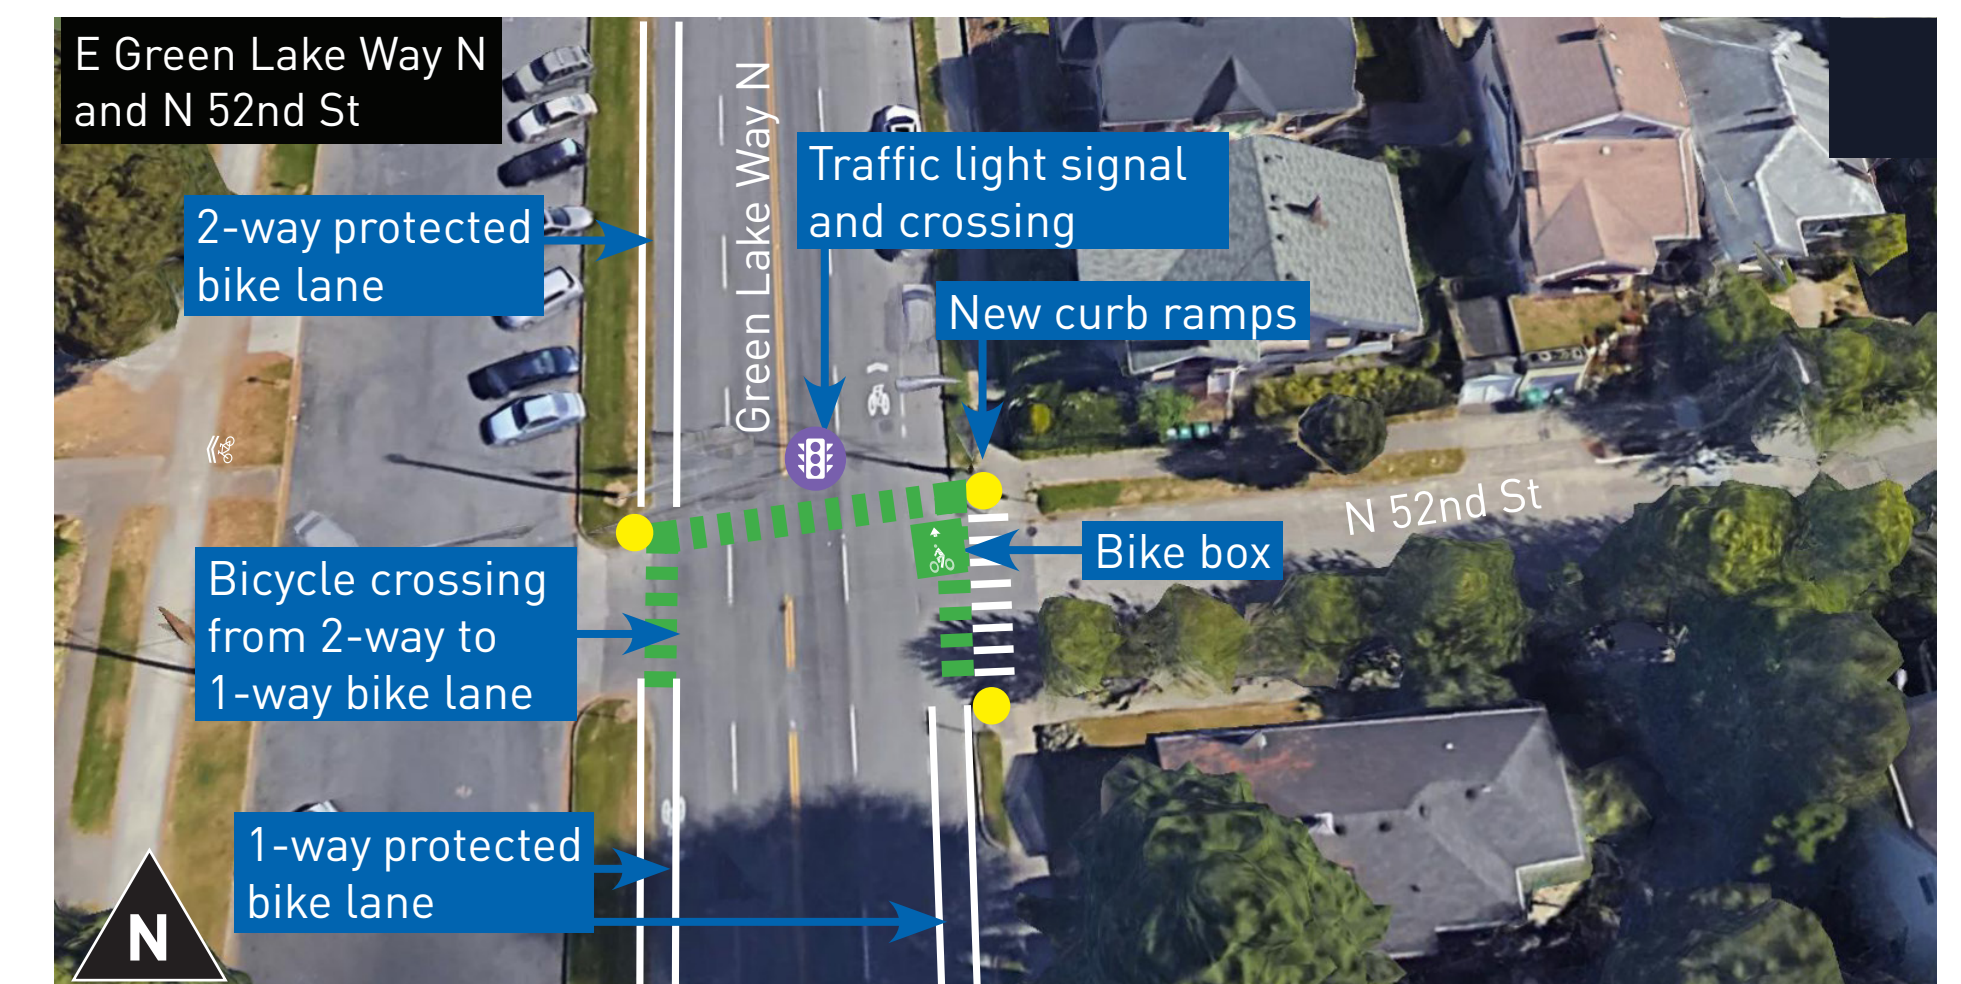 E Green Lake Way N
and N 52nd St
2-way protected
bike lane
Green Lake Way N
Traffic light signal
and crossing
New curb ramps
N 52nd St
Bike box
Bicycle crossing
from 2-way to
1-way bike lane
1-way protected
bike lane
N